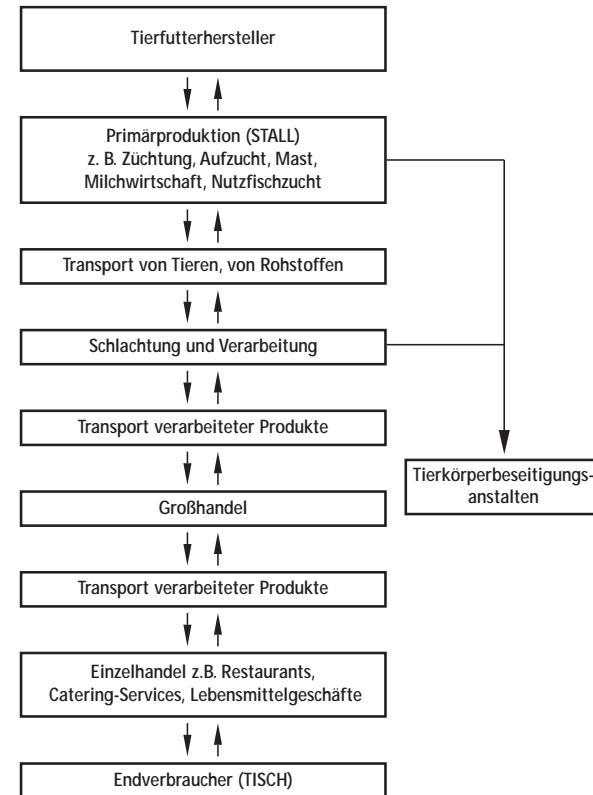 Tierfutterhersteller
Primärproduktion (STALL)
z. B. Züchtung, Aufzucht, Mast,
Milchwirtschaft, Nutzfischzucht
Transport von Tieren, von Rohstoffen
Schlachtung und Verarbeitung
Transport verarbeiteter Produkte
Tierkörperbeseitigungs-
anstalten
Großhandel
Transport verarbeiteter Produkte
Einzelhandel z.B. Restaurants,
Catering-Services, Lebensmittelgeschäfte
Endverbraucher (TISCH)